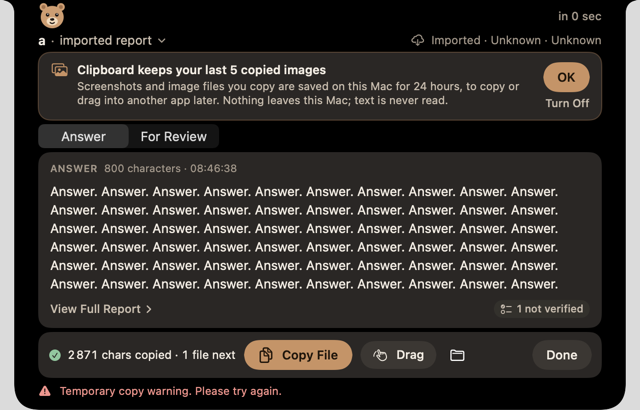 in 0 sec
a · imported report
Imported · Unknown · Unknown
Clipboard keeps your last 5 copied images
Screenshots and image files you copy are saved on this Mac for 24 hours, to copy or
drag into another app later. Nothing leaves this Mac; text is never read.
OK
Turn Off
Answer
For Review
ANSWER 800 characters · 08:46:38
Answer. Answer. Answer. Answer. Answer. Answer. Answer. Answer. Answer. Answer.
Answer. Answer. Answer. Answer. Answer. Answer. Answer. Answer. Answer. Answer.
Answer. Answer. Answer. Answer. Answer. Answer. Answer. Answer. Answer. Answer.
Answer. Answer. Answer. Answer. Answer. Answer. Answer. Answer. Answer. Answer.
Answer. Answer. Answer. Answer. Answer. Answer. Answer. Answer. Answer. Answer.
Answer. Answer. Answer. Answer. Answer. Answer. Answer. Answer. Answer. Answer.
View Full Report
1 not verified
2 871 chars copied · 1 file next
Copy File
Drag
Done
Temporary copy warning. Please try again.